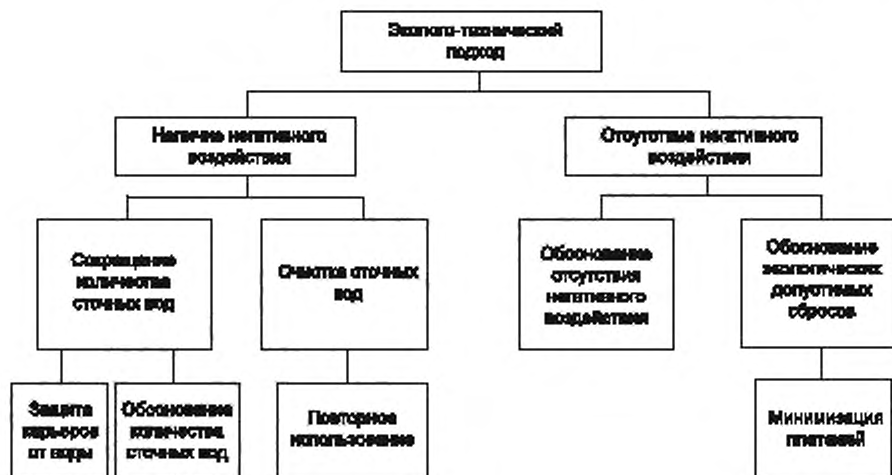 Эколого-технический
подход
Наличие негативного
воздействия
Отсутствие негативного
воздействия
Сокращение
количества
сточных вод
Очистка сточных
вод
Обоснование
отсутствия
негативного
воздействия
Обоснование
экологических
допустимых
сбросов
Защита
карьеров
от воды
Обоснование
количества
сточных вод
Повторное
использование
Минимизация
платежей